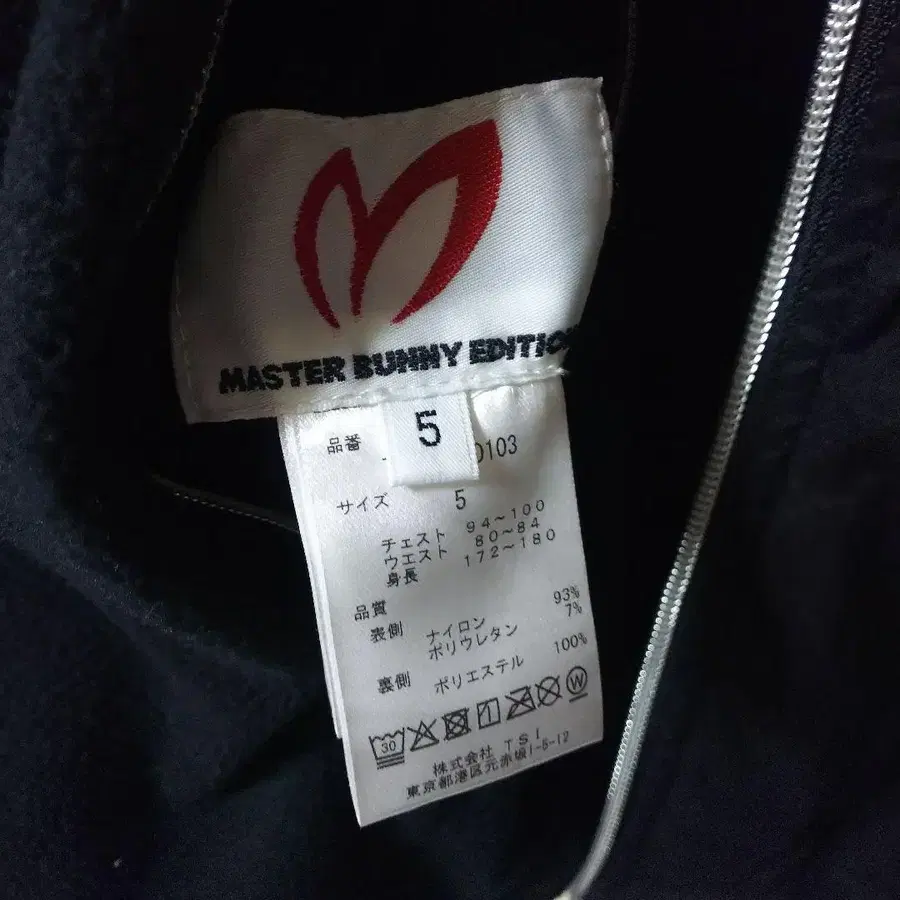 MASTER BUNNY EDITION
5
品番 0103
サイズ 5
チェスト 94~100
ウエスト 80~84
身長 172~180
品質
表側 ナイロン 93%
ポリウレタン 7%
裏側 ポリエステル 100%
30 1 W
株式会社 TSI
東京都港区元赤坂1-8-12